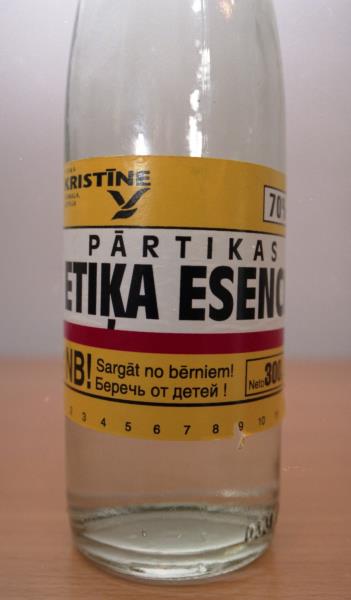 KRISTĪNE
70%
PĀRTIKAS
ETIĶA ESENC
NB! Sargāt no bērniem!
Беречь от детей !
Neto 300
2 3 4 5 6 7 8 9 10 11